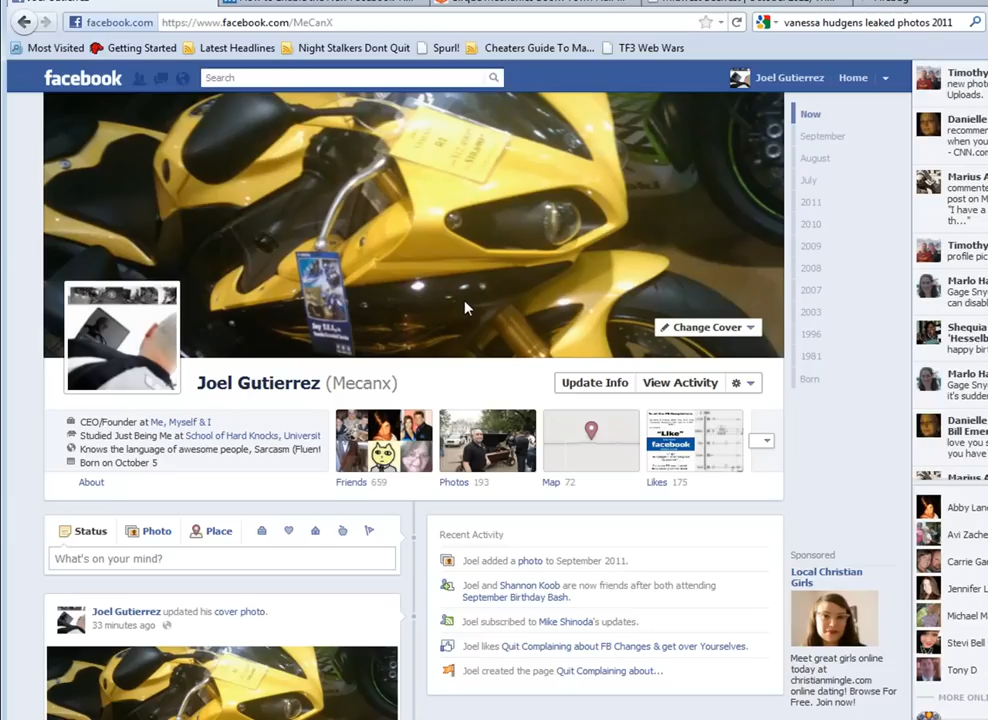 facebook.com
https://www.facebook.com/MeCanX
vanessa hudgens leaked photos 2011
Most Visited
Getting Started
Latest Headlines
Night Stalkers Dont Quit
Spurl!
Cheaters Guide To Ma...
TF3 Web Wars
facebook
Search
Joel Gutierrez
Home
Change Cover
Joel Gutierrez (Mecanx)
Update Info
View Activity
CEO/Founder at Me, Myself & I
Studied Just Being Me at School of Hard Knocks, Universit
Knows the language of awesome people, Sarcasm (Fluent
Born on October 5
About
"Like"
facebook
Friends 659
Photos 193
Map 72
Likes 175
Status
Photo
Place
What's on your mind?
Joel Gutierrez updated his cover photo.
33 minutes ago
Recent Activity
Joel added a photo to September 2011.
Joel and Shannon Koob are now friends after both attending
September Birthday Bash.
Joel subscribed to Mike Shinoda's updates.
Joel likes Quit Complaining about FB Changes & get over Yourselves.
Joel created the page Quit Complaining about...
Now
September
August
July
2011
2010
2009
2008
2007
2003
1996
1981
Born
Sponsored
Local Christian
Girls
Meet great girls online
today at
christianmingle.com
online dating! Browse For
Free. Join now!
Timothy
new photo
Uploads.
Danielle
recommen
when you
- CNN.com
Marius A
commente
post on M
"I have a
th..."
Timothy
profile pic
Marlo Ha
Gage Sny
can disabl
Shequia
'Hesselb
happy birt
Marlo Ha
Gage Sny
it's sudden
Danielle
Bill Emer
love you s
you have
Marius A
Abby Lan
Avi Zache
Carrie Ga
Jennifer L
Michael M
Stevi Bell
Tony D
MORE ONLI